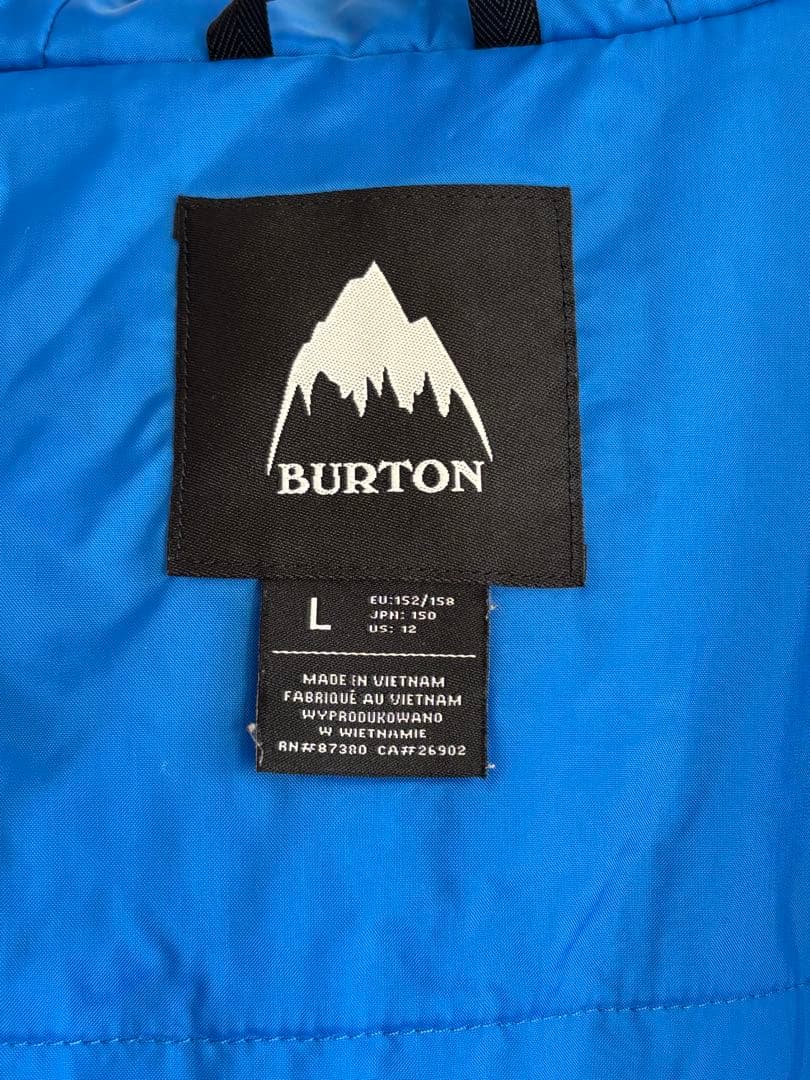 BURTON
L
EU:152/158
JPN: 150
US: 12
MADE IN VIETNAM
FABRIQUÉ AU VIETNAM
WYPRODUKOWANO
W WIETNAMIE
RN#87380 CA#26902